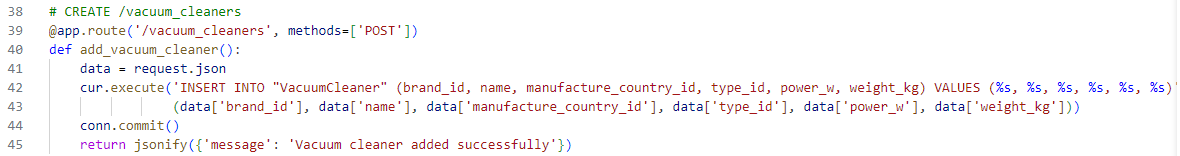 38 # CREATE /vacuum_cleaners
39 @app.route('/vacuum_cleaners', methods=['POST'])
40 def add_vacuum_cleaner():
41 data = request.json
42 cur.execute('INSERT INTO "VacuumCleaner" (brand_id, name, manufacture_country_id, type_id, power_w, weight_kg) VALUES (%s, %s, %s, %s, %s, %s)'
43 (data['brand_id'], data['name'], data['manufacture_country_id'], data['type_id'], data['power_w'], data['weight_kg']))
44 conn.commit()
45 return jsonify({'message': 'Vacuum cleaner added successfully'})